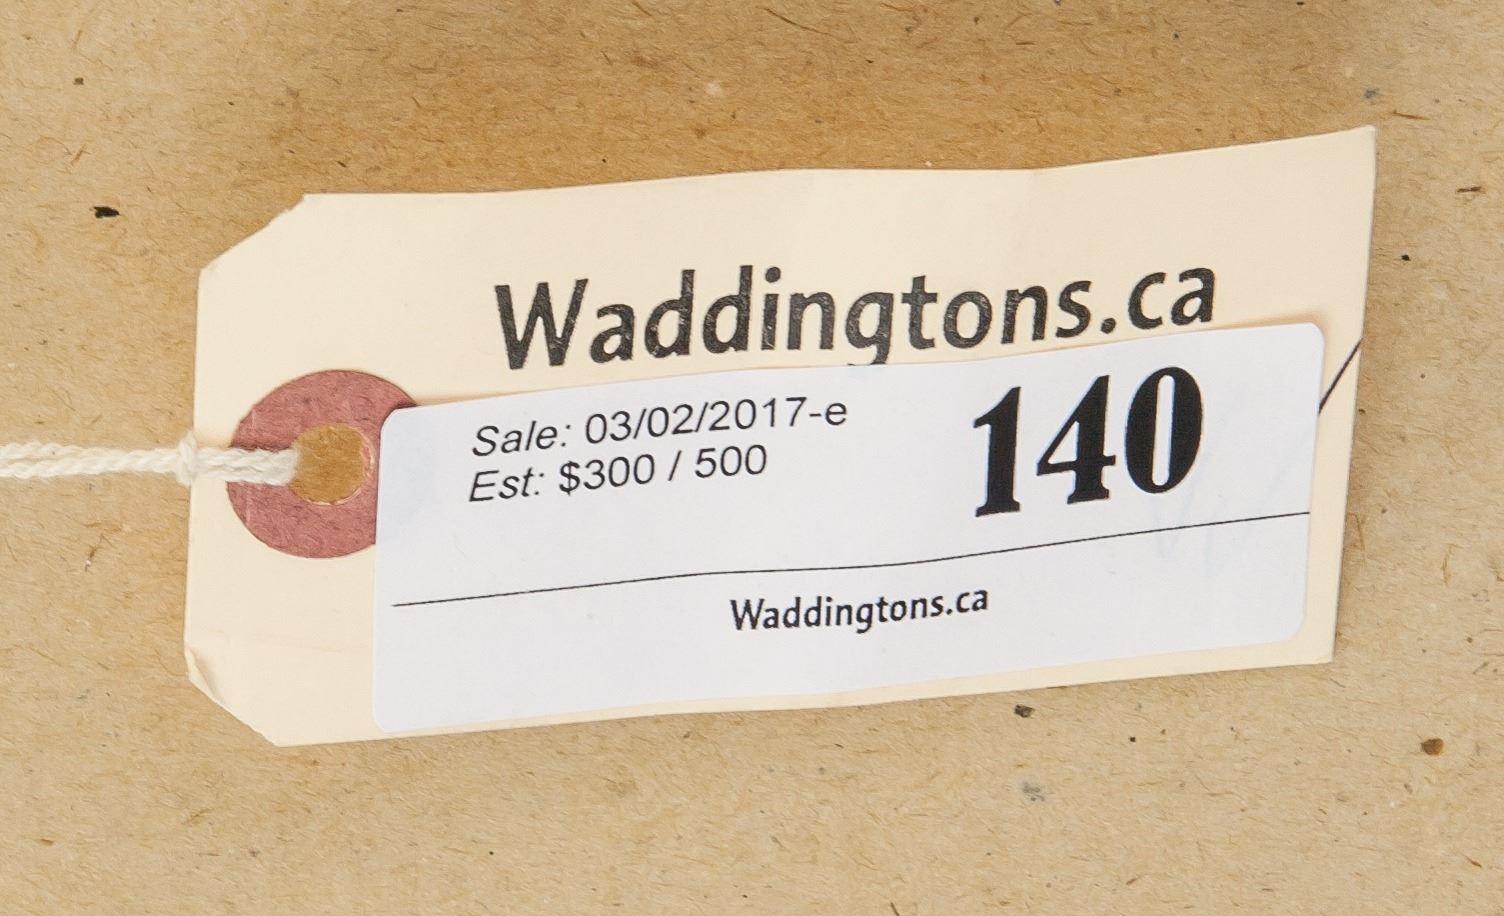 Waddingtons.ca
Sale: 03/02/2017-e
Est: $300 / 500
140
Waddingtons.ca